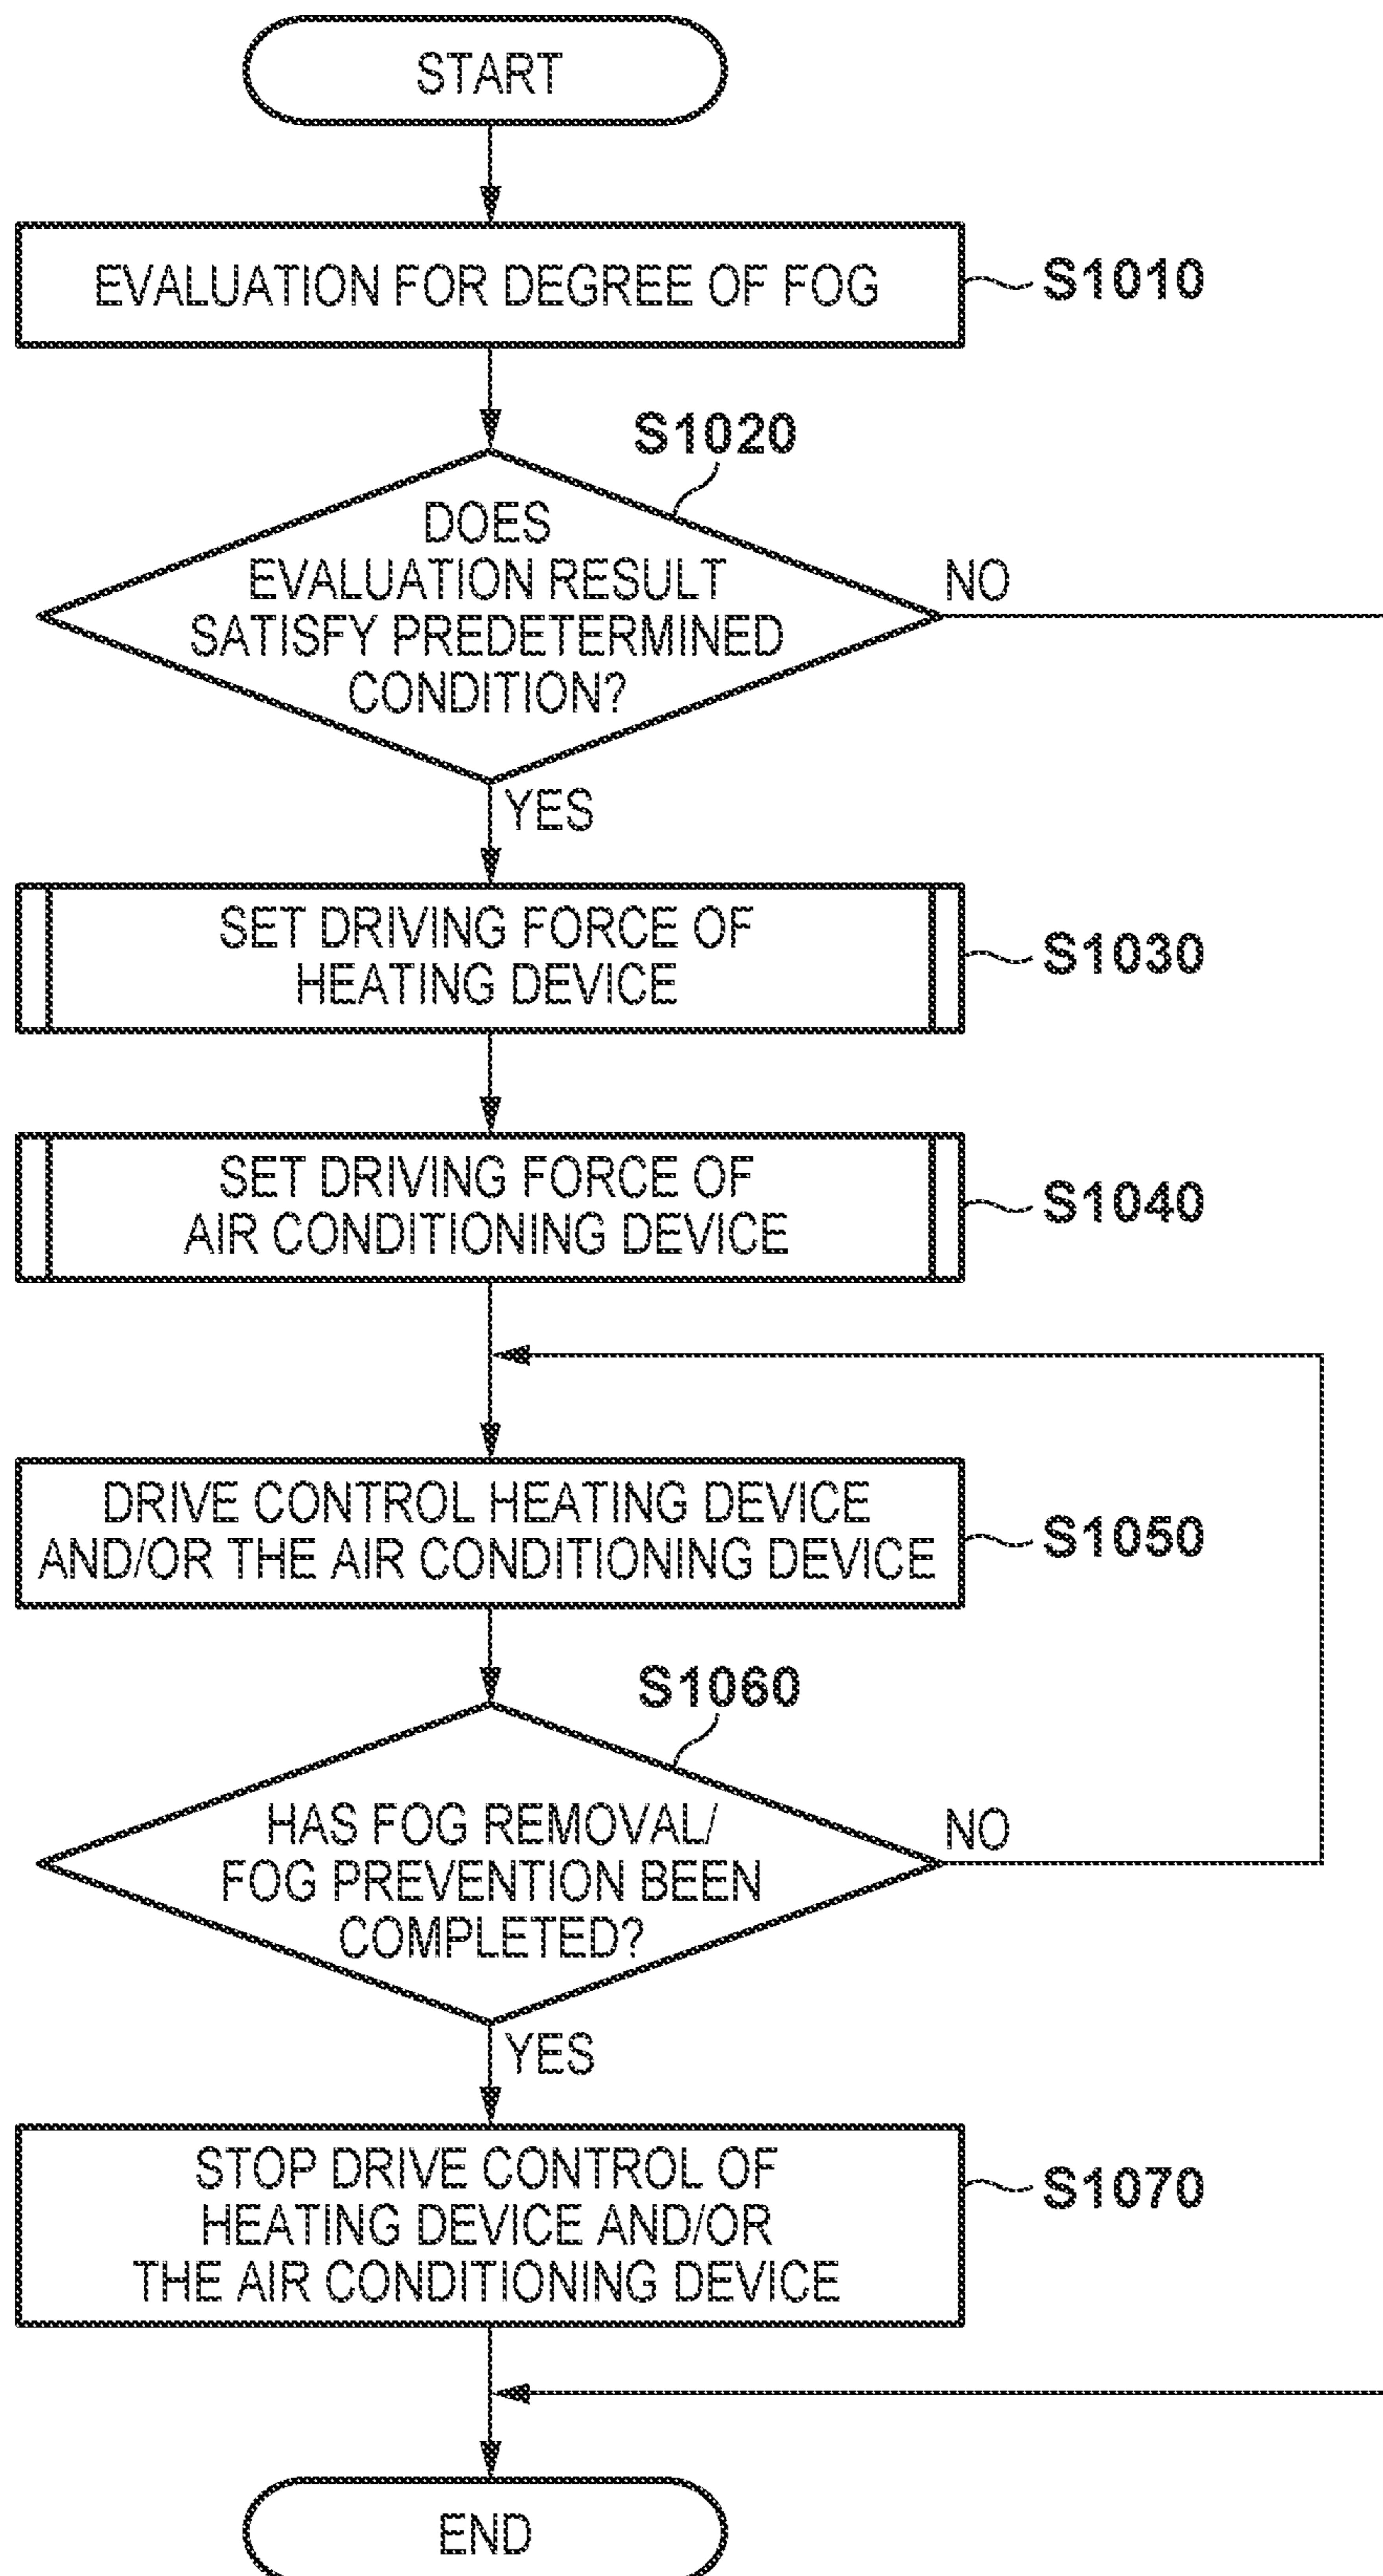 START
EVALUATION FOR DEGREE OF FOG
S1010
S1020
DOES
EVALUATION RESULT
SATISFY PREDETERMINED
CONDITION?
NO
YES
SET DRIVING FORCE OF
HEATING DEVICE
S1030
SET DRIVING FORCE OF
AIR CONDITIONING DEVICE
S1040
DRIVE CONTROL HEATING DEVICE
AND/OR THE AIR CONDITIONING DEVICE
S1050
S1060
HAS FOG REMOVAL/
FOG PREVENTION BEEN
COMPLETED?
NO
YES
STOP DRIVE CONTROL OF
HEATING DEVICE AND/OR
THE AIR CONDITIONING DEVICE
S1070
END